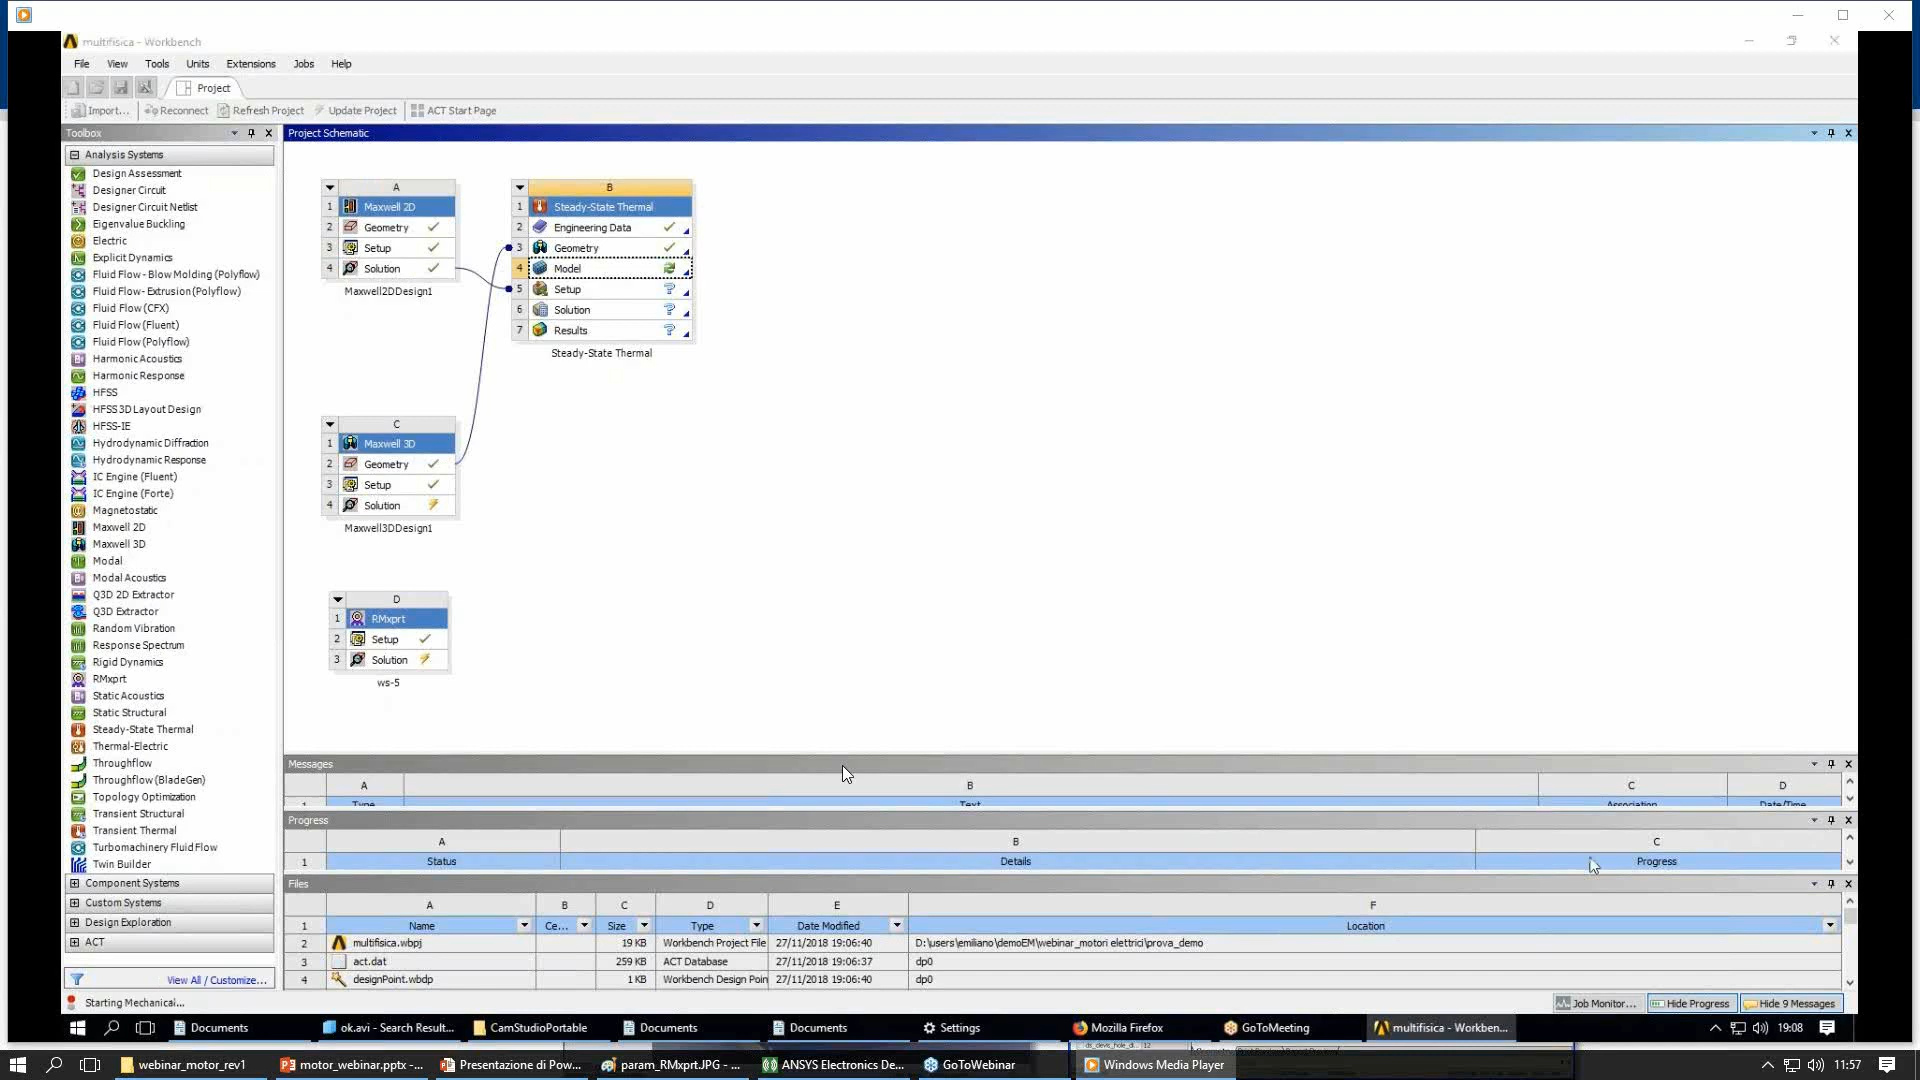 multifisica - Workbench
File View Tools Units Extensions Jobs Help
Project
Import... Reconnect Refresh Project Update Project ACT Start Page
Toolbox
Analysis Systems
Design Assessment
Designer Circuit
Designer Circuit Netlist
Eigenvalue Buckling
Electric
Explicit Dynamics
Fluid Flow - Blow Molding (Polyflow)
Fluid Flow - Extrusion (Polyflow)
Fluid Flow (CFX)
Fluid Flow (Fluent)
Fluid Flow (Polyflow)
Harmonic Acoustics
Harmonic Response
HFSS
HFSS 3D Layout Design
HFSS-IE
Hydrodynamic Diffraction
Hydrodynamic Response
IC Engine (Fluent)
IC Engine (Forte)
Magnetostatic
Maxwell 2D
Maxwell 3D
Modal
Modal Acoustics
Q3D 2D Extractor
Q3D Extractor
Random Vibration
Response Spectrum
Rigid Dynamics
RMxprt
Static Acoustics
Static Structural
Steady-State Thermal
Thermal-Electric
Throughflow
Throughflow (BladeGen)
Topology Optimization
Transient Structural
Transient Thermal
Turbomachinery Fluid Flow
Twin Builder
Component Systems
Custom Systems
Design Exploration
ACT
View All / Customize...
Starting Mechanical...
Project Schematic
A
1 Maxwell 2D
2 Geometry
3 Setup
4 Solution
Maxwell2DDesign1
B
1 Steady-State Thermal
2 Engineering Data
3 Geometry
4 Model
5 Setup
6 Solution
7 Results
Steady-State Thermal
C
1 Maxwell 3D
2 Geometry
3 Setup
4 Solution
Maxwell3DDesign1
D
1 RMxprt
2 Setup
3 Solution
ws-5
Messages
A B C D
1 Type Text Association Date/Time
Progress
A B C
1 Status Details Progress
Files
A B C D E F
1 Name Ce... Size Type Date Modified Location
2 multifisica.wbpj 19 KB Workbench Project File 27/11/2018 19:06:40 D:\users\emiliano\demoEM\webinar_motori elettrici\prova_demo
3 act.dat 259 KB ACT Database 27/11/2018 19:06:37 dp0
4 designPoint.wbdp 1 KB Workbench Design Poin 27/11/2018 19:06:40 dp0
Job Monitor... Hide Progress Hide 9 Messages
Documents ok.avi - Search Result... CamStudioPortable Documents Documents Settings Mozilla Firefox GoToMeeting multifisica - Workben... 19:08
webinar_motor_rev1 motor_webinar.pptx -... Presentazione di Pow... param_RMxprt.JPG - ... ANSYS Electronics De... GoToWebinar Windows Media Player 11:57